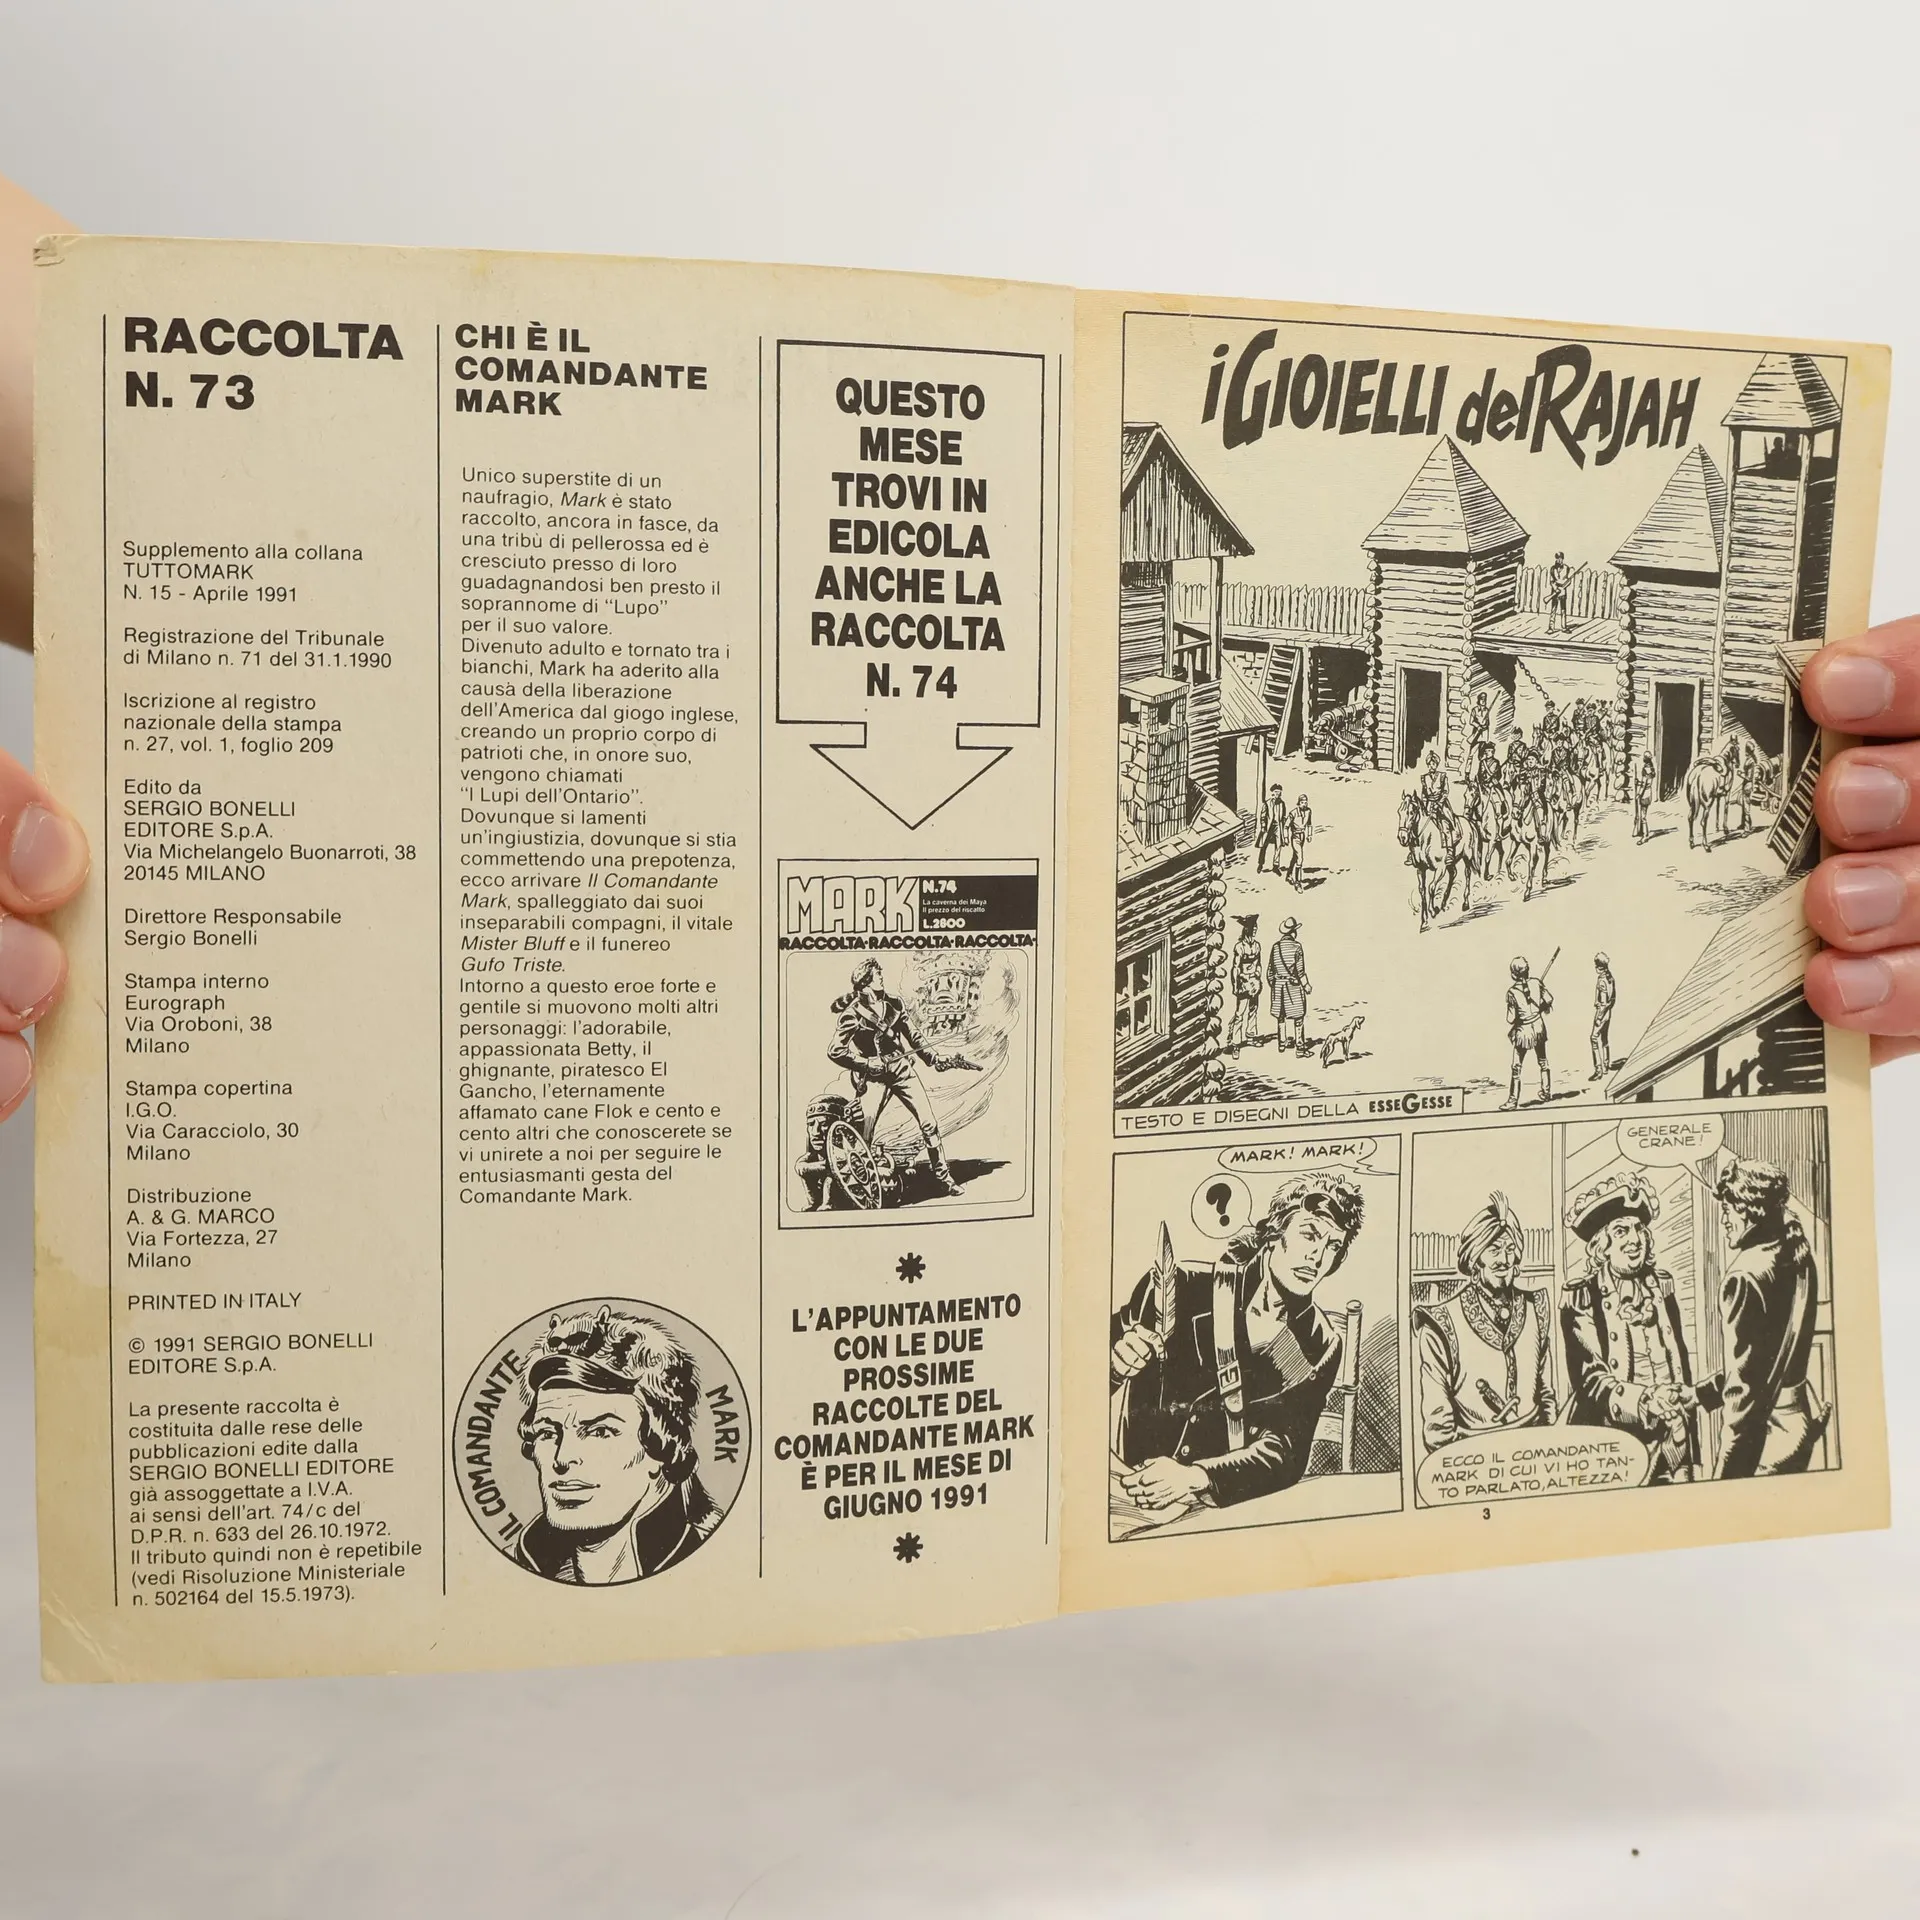 RACCOLTA
N. 73
Supplemento alla collana
TUTTOMARK
N. 15 - Aprile 1991
Registrazione del Tribunale
di Milano n. 71 del 31.1.1990
Iscrizione al registro
nazionale della stampa
n. 27, vol. 1, foglio 209
Edito da
SERGIO BONELLI
EDITORE S.p.A.
Via Michelangelo Buonarroti, 38
20145 MILANO
Direttore Responsabile
Sergio Bonelli
Stampa interno
Eurograph
Via Oroboni, 38
Milano
Stampa copertina
I.G.O.
Via Caracciolo, 30
Milano
Distribuzione
A. & G. MARCO
Via Fortezza, 27
Milano
PRINTED IN ITALY
© 1991 SERGIO BONELLI
EDITORE S.p.A.
La presente raccolta è
costituita dalle rese delle
pubblicazioni edite dalla
SERGIO BONELLI EDITORE
già assoggettate a I.V.A.
ai sensi dell'art. 74/c del
D.P.R. n. 633 del 26.10.1972.
Il tributo quindi non è repetibile
(vedi Risoluzione Ministeriale
n. 502164 del 15.5.1973).
CHI È IL
COMANDANTE
MARK
Unico superstite di un
naufragio, Mark è stato
raccolto, ancora in fasce, da
una tribù di pellerossa ed è
cresciuto presso di loro
guadagnandosi ben presto il
soprannome di "Lupo"
per il suo valore.
Divenuto adulto e tornato tra i
bianchi, Mark ha aderito alla
causa della liberazione
dell'America dal giogo inglese,
creando un proprio corpo di
patrioti che, in onore suo,
vengono chiamati
"I Lupi dell'Ontario".
Dovunque si lamenti
un'ingiustizia, dovunque si stia
commettendo una prepotenza,
ecco arrivare Il Comandante
Mark, spalleggiato dai suoi
inseparabili compagni, il vitale
Mister Bluff e il funereo
Gufo Triste.
Intorno a questo eroe forte e
gentile si muovono molti altri
personaggi: l'adorabile,
appassionata Betty, il
ghignante, piratesco El
Gancho, l'eternamente
affamato cane Flok e cento e
cento altri che conoscerete se
vi unirete a noi per seguire le
entusiasmanti gesta del
Comandante Mark.
IL COMANDANTE
MARK
QUESTO
MESE
TROVI IN
EDICOLA
ANCHE LA
RACCOLTA
N. 74
MARK
N.74
La caverna dei Maya
Il prezzo del riscatto
L.2800
RACCOLTA·RACCOLTA·RACCOLTA·
L'APPUNTAMENTO
CON LE DUE
PROSSIME
RACCOLTE DEL
COMANDANTE MARK
È PER IL MESE DI
GIUGNO 1991
i GIOIELLI del RAJAH
TESTO E DISEGNI DELLA ESSEGESSE
MARK! MARK!
?
GENERALE
CRANE!
ECCO IL COMANDANTE
MARK DI CUI VI HO TAN-
TO PARLATO, ALTEZZA!
3